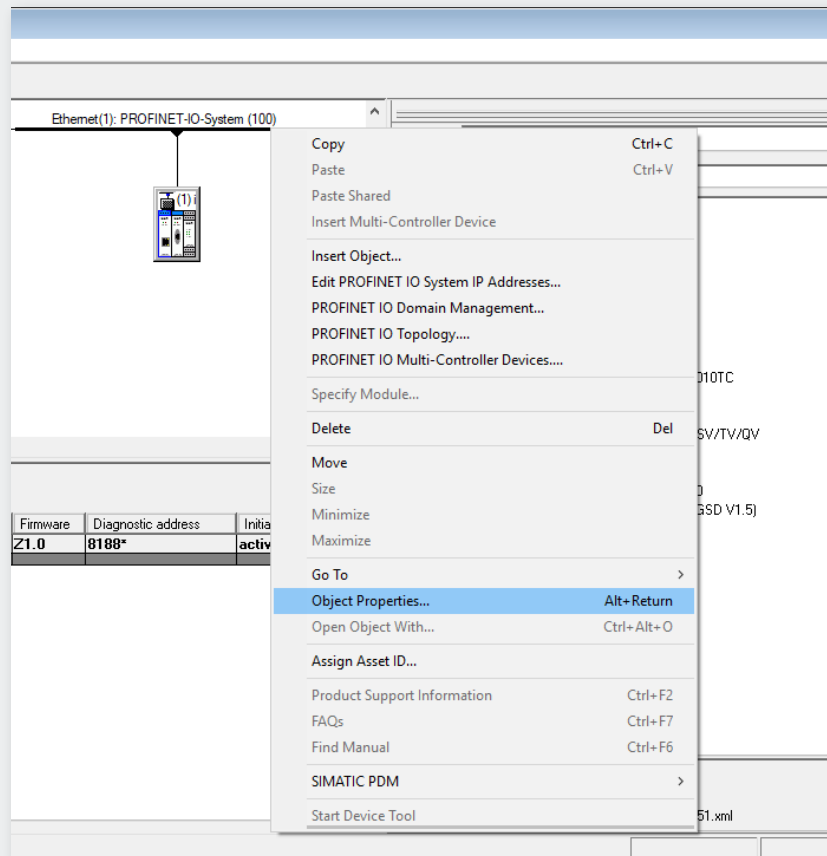 Ethernet(1): PROFINET-IO-System (100)
(1) i
Copy Ctrl+C
Paste Ctrl+V
Paste Shared
Insert Multi-Controller Device
Insert Object...
Edit PROFINET IO System IP Addresses...
PROFINET IO Domain Management...
PROFINET IO Topology....
PROFINET IO Multi-Controller Devices....
Specify Module...
Delete Del
Move
Size
Minimize
Maximize
Go To
Object Properties... Alt+Return
Open Object With... Ctrl+Alt+O
Assign Asset ID...
Product Support Information Ctrl+F2
FAQs Ctrl+F7
Find Manual Ctrl+F6
SIMATIC PDM
Start Device Tool
Firmware Diagnostic address Initia
Z1.0 8188* activ
010TC
SV/TV/QV
GSD V1.5)
51.xml